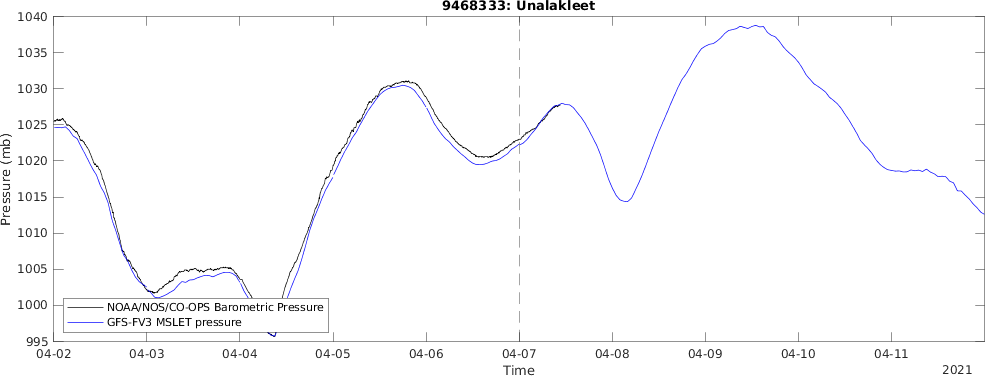 9468333: Unalakleet
Pressure (mb)
1040
1035
1030
1025
1020
1015
1010
1005
1000
995
NOAA/NOS/CO-OPS Barometric Pressure
GFS-FV3 MSLET pressure
04-02 04-03 04-04 04-05 04-06 04-07 04-08 04-09 04-10 04-11
Time
2021